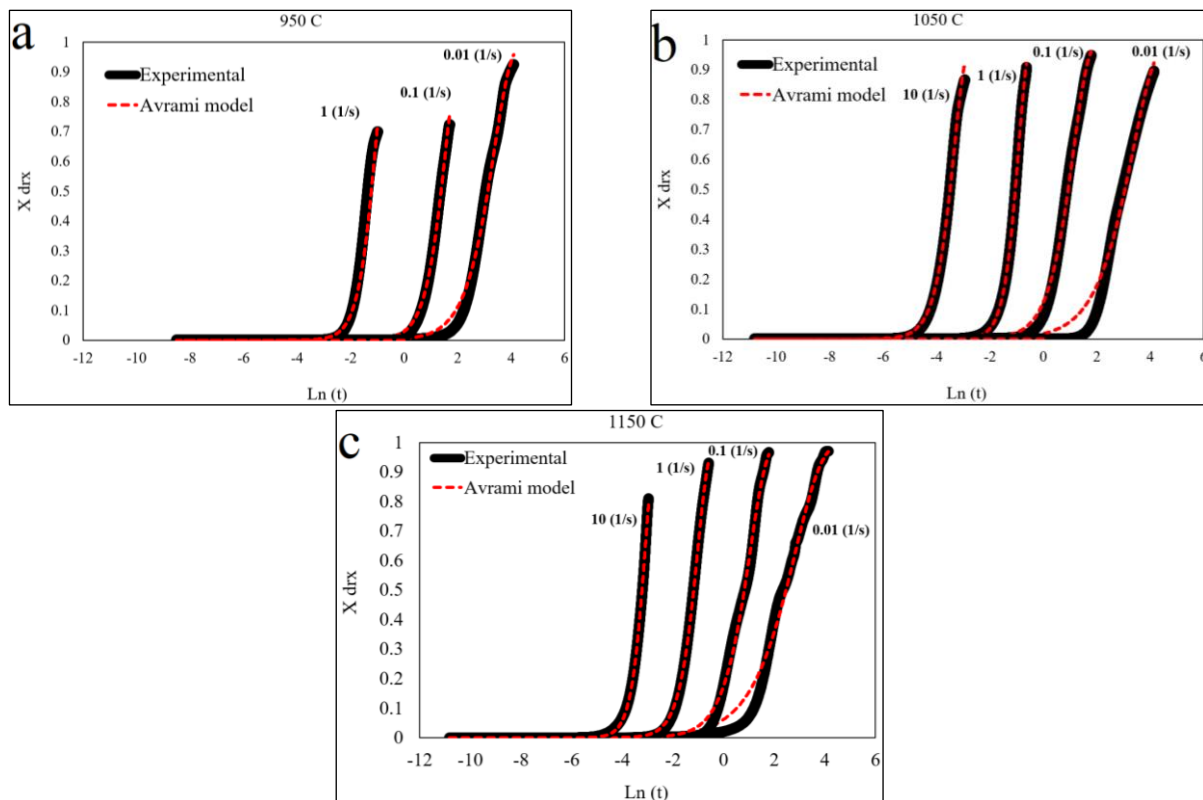 950 C
a
0.01 (1/s)
0.1 (1/s)
1 (1/s)
Experimental
Avrami model
X drx
1
0.9
0.8
0.7
0.6
0.5
0.4
0.3
0.2
0.1
0
-12 -10 -8 -6 -4 -2 0 2 4 6
Ln (t)
1050 C
b
0.1 (1/s)
0.01 (1/s)
1 (1/s)
10 (1/s)
Experimental
Avrami model
X drx
1
0.9
0.8
0.7
0.6
0.5
0.4
0.3
0.2
0.1
0
-12 -10 -8 -6 -4 -2 0 2 4 6
Ln (t)
1150 C
c
0.1 (1/s)
1 (1/s)
10 (1/s)
0.01 (1/s)
Experimental
Avrami model
X drx
1
0.9
0.8
0.7
0.6
0.5
0.4
0.3
0.2
0.1
0
-12 -10 -8 -6 -4 -2 0 2 4 6
Ln (t)